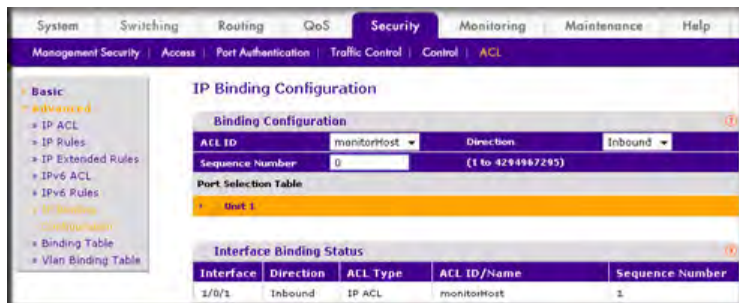 System Switching Routing QoS Security Monitoring Maintenance Help
Management Security Access Port Authentication Traffic Control Control ACL
Basic
Advanced
IP ACL
IP Rules
IP Extended Rules
IPv6 ACL
IPv6 Rules
Binding Table
Vlan Binding Table
IP Binding Configuration
Binding Configuration
ACL ID monitorHost Direction Inbound
Sequence Number 0 (1 to 4294967295)
Port Selection Table
Unit 1
Interface Binding Status
Interface Direction ACL Type ACL ID/Name Sequence Number
1/0/1 Inbound IP ACL monitorHost 1